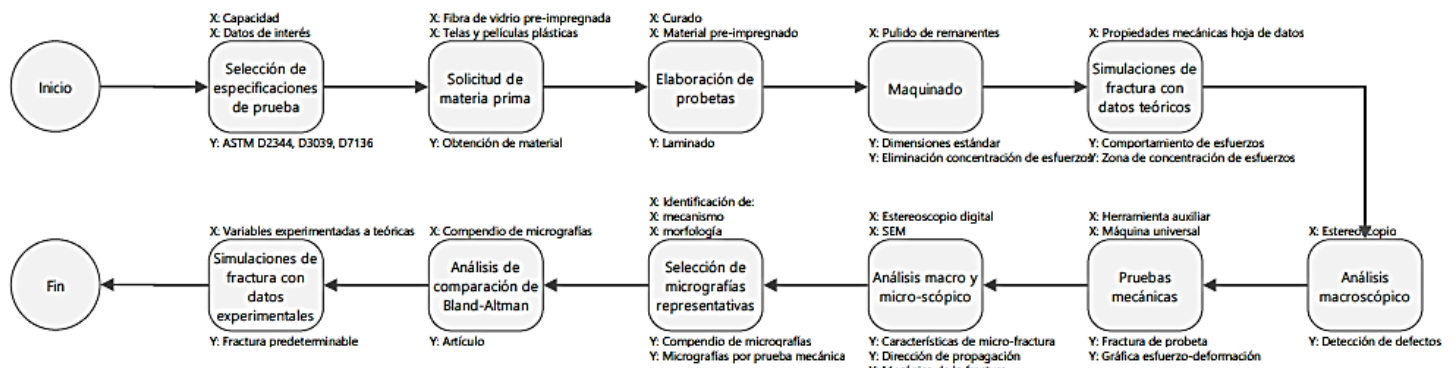 Inicio
X: Capacidad
X: Datos de interés
Selección de
especificaciones
de prueba
Y: ASTM D2344, D3039, D7136
X: Fibra de vidrio pre-impregnada
X: Telas y películas plásticas
Solicitud de
materia prima
Y: Obtención de material
X: Curado
X: Material pre-impregnado
Elaboración de
probetas
Y: Laminado
X: Pulido de remanentes
Maquinado
Y: Dimensiones estándar
Y: Eliminación concentración de esfuerzos
X: Propiedades mecánicas hoja de datos
Simulaciones de
fractura con
datos teóricos
Y: Comportamiento de esfuerzos
Y: Zona de concentración de esfuerzos
X: Estereoscopio
Análisis
macroscópico
Y: Detección de defectos
X: Herramienta auxiliar
X: Máquina universal
Pruebas
mecánicas
Y: Fractura de probeta
Y: Gráfica esfuerzo-deformación
X: Estereoscopio digital
X: SEM
Análisis macro y
micro-scópico
Y: Características de micro-fractura
Y: Dirección de propagación
X: Identificación de:
X: mecanismo
X: morfología
Selección de
micrografías
representativas
Y: Compendio de micrografías
Y: Micrografías por prueba mecánica
X: Compendio de micrografías
Análisis de
comparación de
Bland-Altman
Y: Artículo
X: Variables experimentadas a teóricas
Simulaciones de
fractura con
datos
experimentales
Y: Fractura predeterminable
Fin